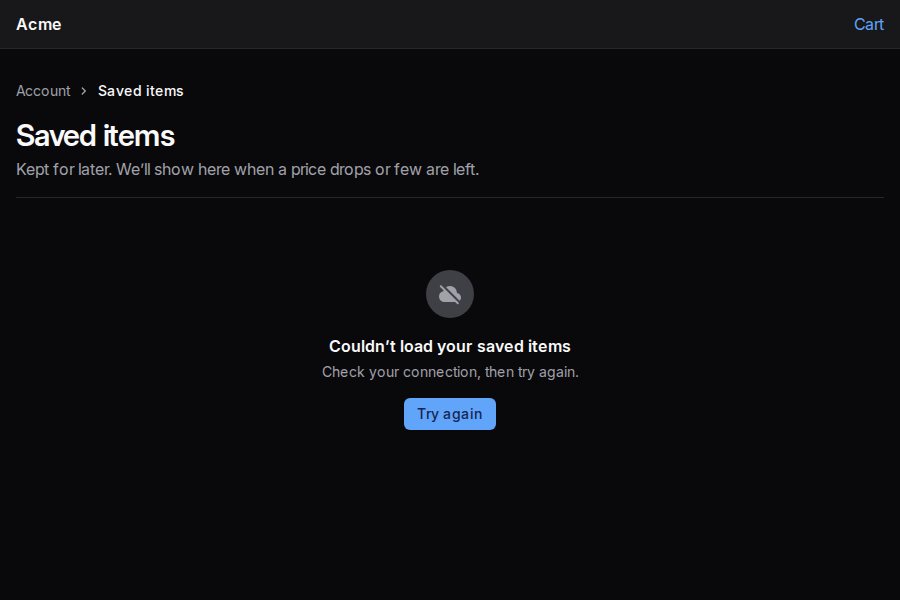 Acme
Cart
Account > Saved items
Saved items
Kept for later. We’ll show here when a price drops or few are left.
Couldn’t load your saved items
Check your connection, then try again.
Try again